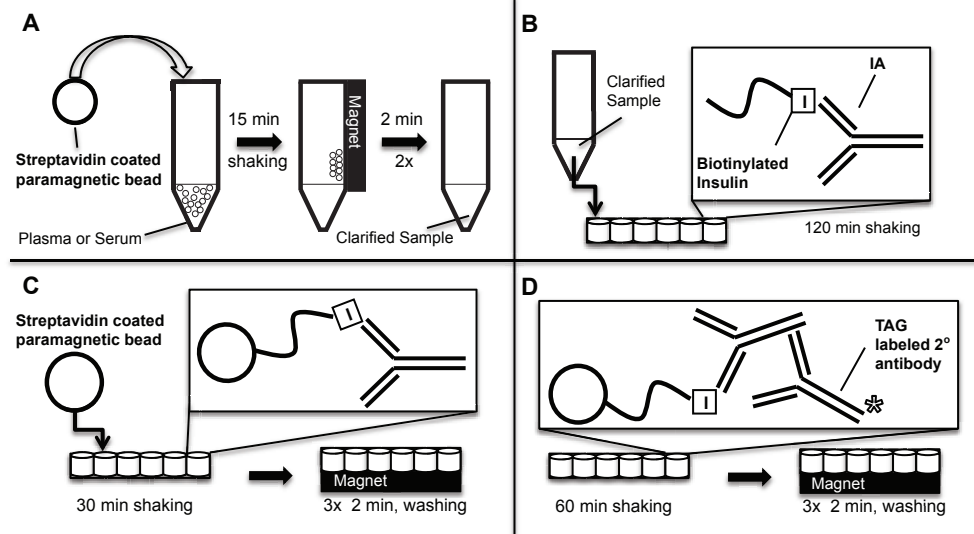 A
Streptavidin coated
paramagnetic bead
Plasma or Serum
15 min
shaking
Magnet
2 min
2x
Clarified Sample
B
Clarified
Sample
I
IA
Biotinylated
Insulin
120 min shaking
C
Streptavidin coated
paramagnetic bead
I
30 min shaking
Magnet
3x 2 min, washing
D
I
TAG
labeled 2°
antibody
*
60 min shaking
Magnet
3x 2 min, washing